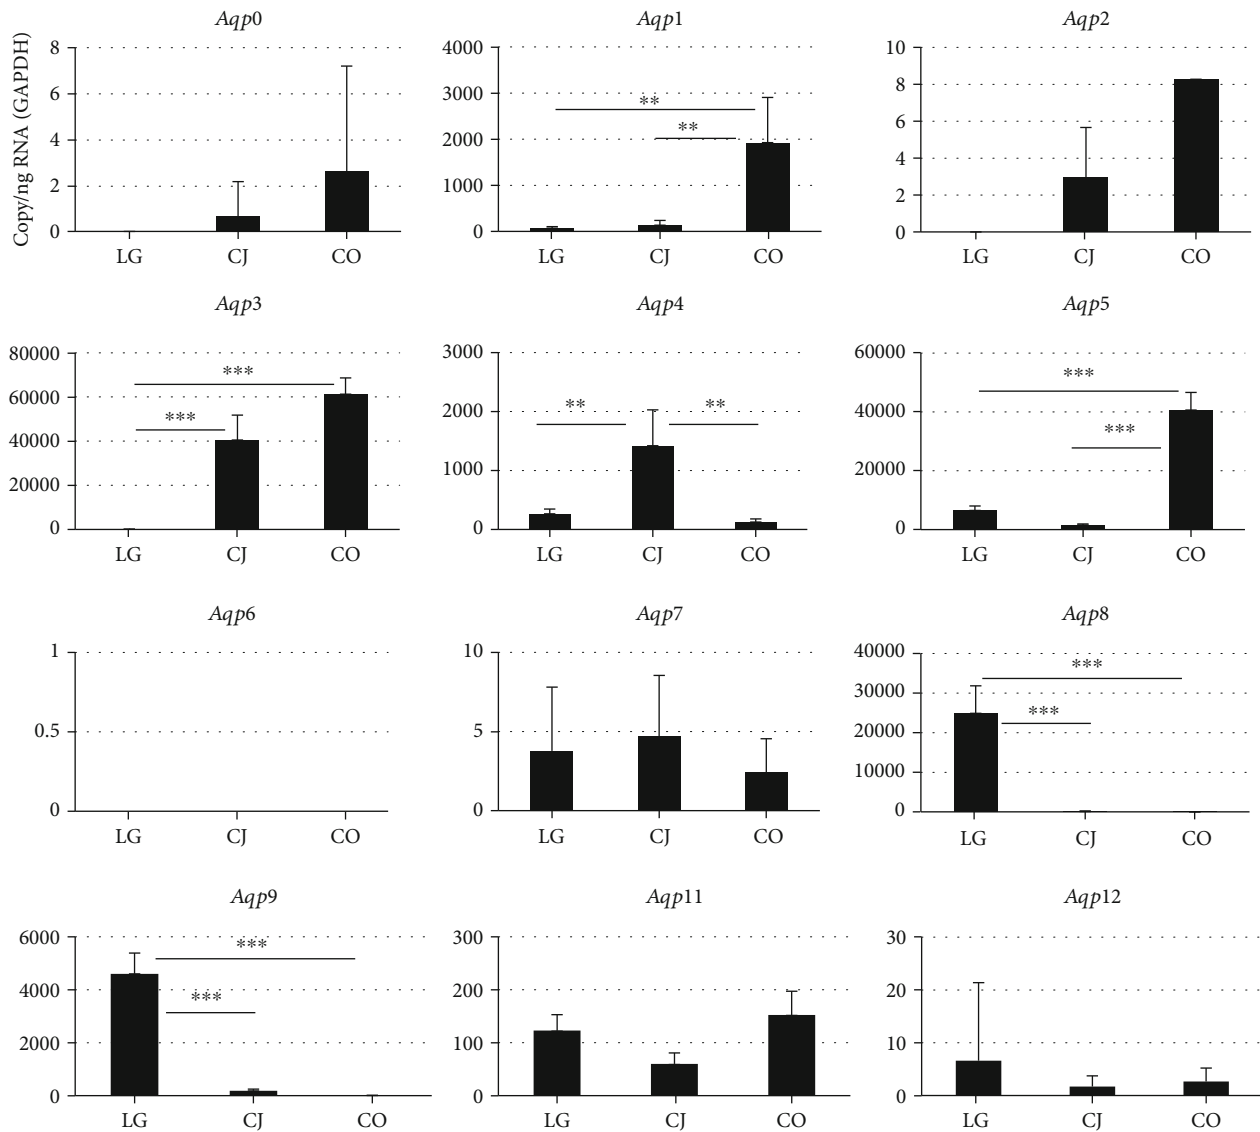 Aqp0
Copy/ng RNA (GAPDH)
8
6
4
2
0
LG CJ CO
Aqp1
4000
3000
2000
1000
0
**
**
LG CJ CO
Aqp2
10
8
6
4
2
0
LG CJ CO
Aqp3
80000
60000
40000
20000
0
***
***
LG CJ CO
Aqp4
3000
2000
1000
0
** **
LG CJ CO
Aqp5
60000
40000
20000
0
***
***
LG CJ CO
Aqp6
1
0.5
0
LG CJ CO
Aqp7
10
5
0
LG CJ CO
Aqp8
40000
30000
20000
10000
0
***
***
LG CJ CO
Aqp9
6000
4000
2000
0
***
***
LG CJ CO
Aqp11
300
200
100
0
LG CJ CO
Aqp12
30
20
10
0
LG CJ CO